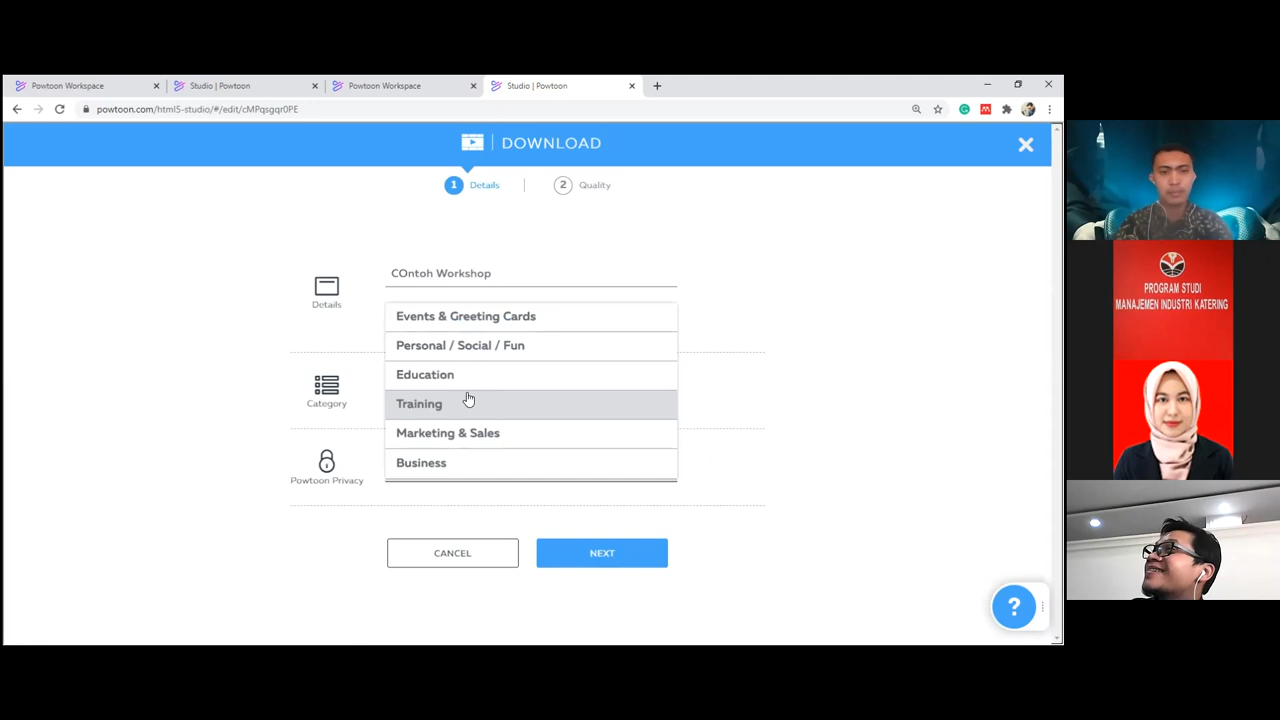 Powtoon Workspace
Studio | Powtoon
Powtoon Workspace
Studio | Powtoon
powtoon.com/html5-studio/#/edit/cMPqsgqr0PE
DOWNLOAD
1 Details
2 Quality
Details
COntoh Workshop
Events & Greeting Cards
Personal / Social / Fun
Education
Category
Training
Marketing & Sales
Business
Powtoon Privacy
CANCEL
NEXT
?
PROGRAM STUDI
MANAJEMEN INDUSTRI KATERING